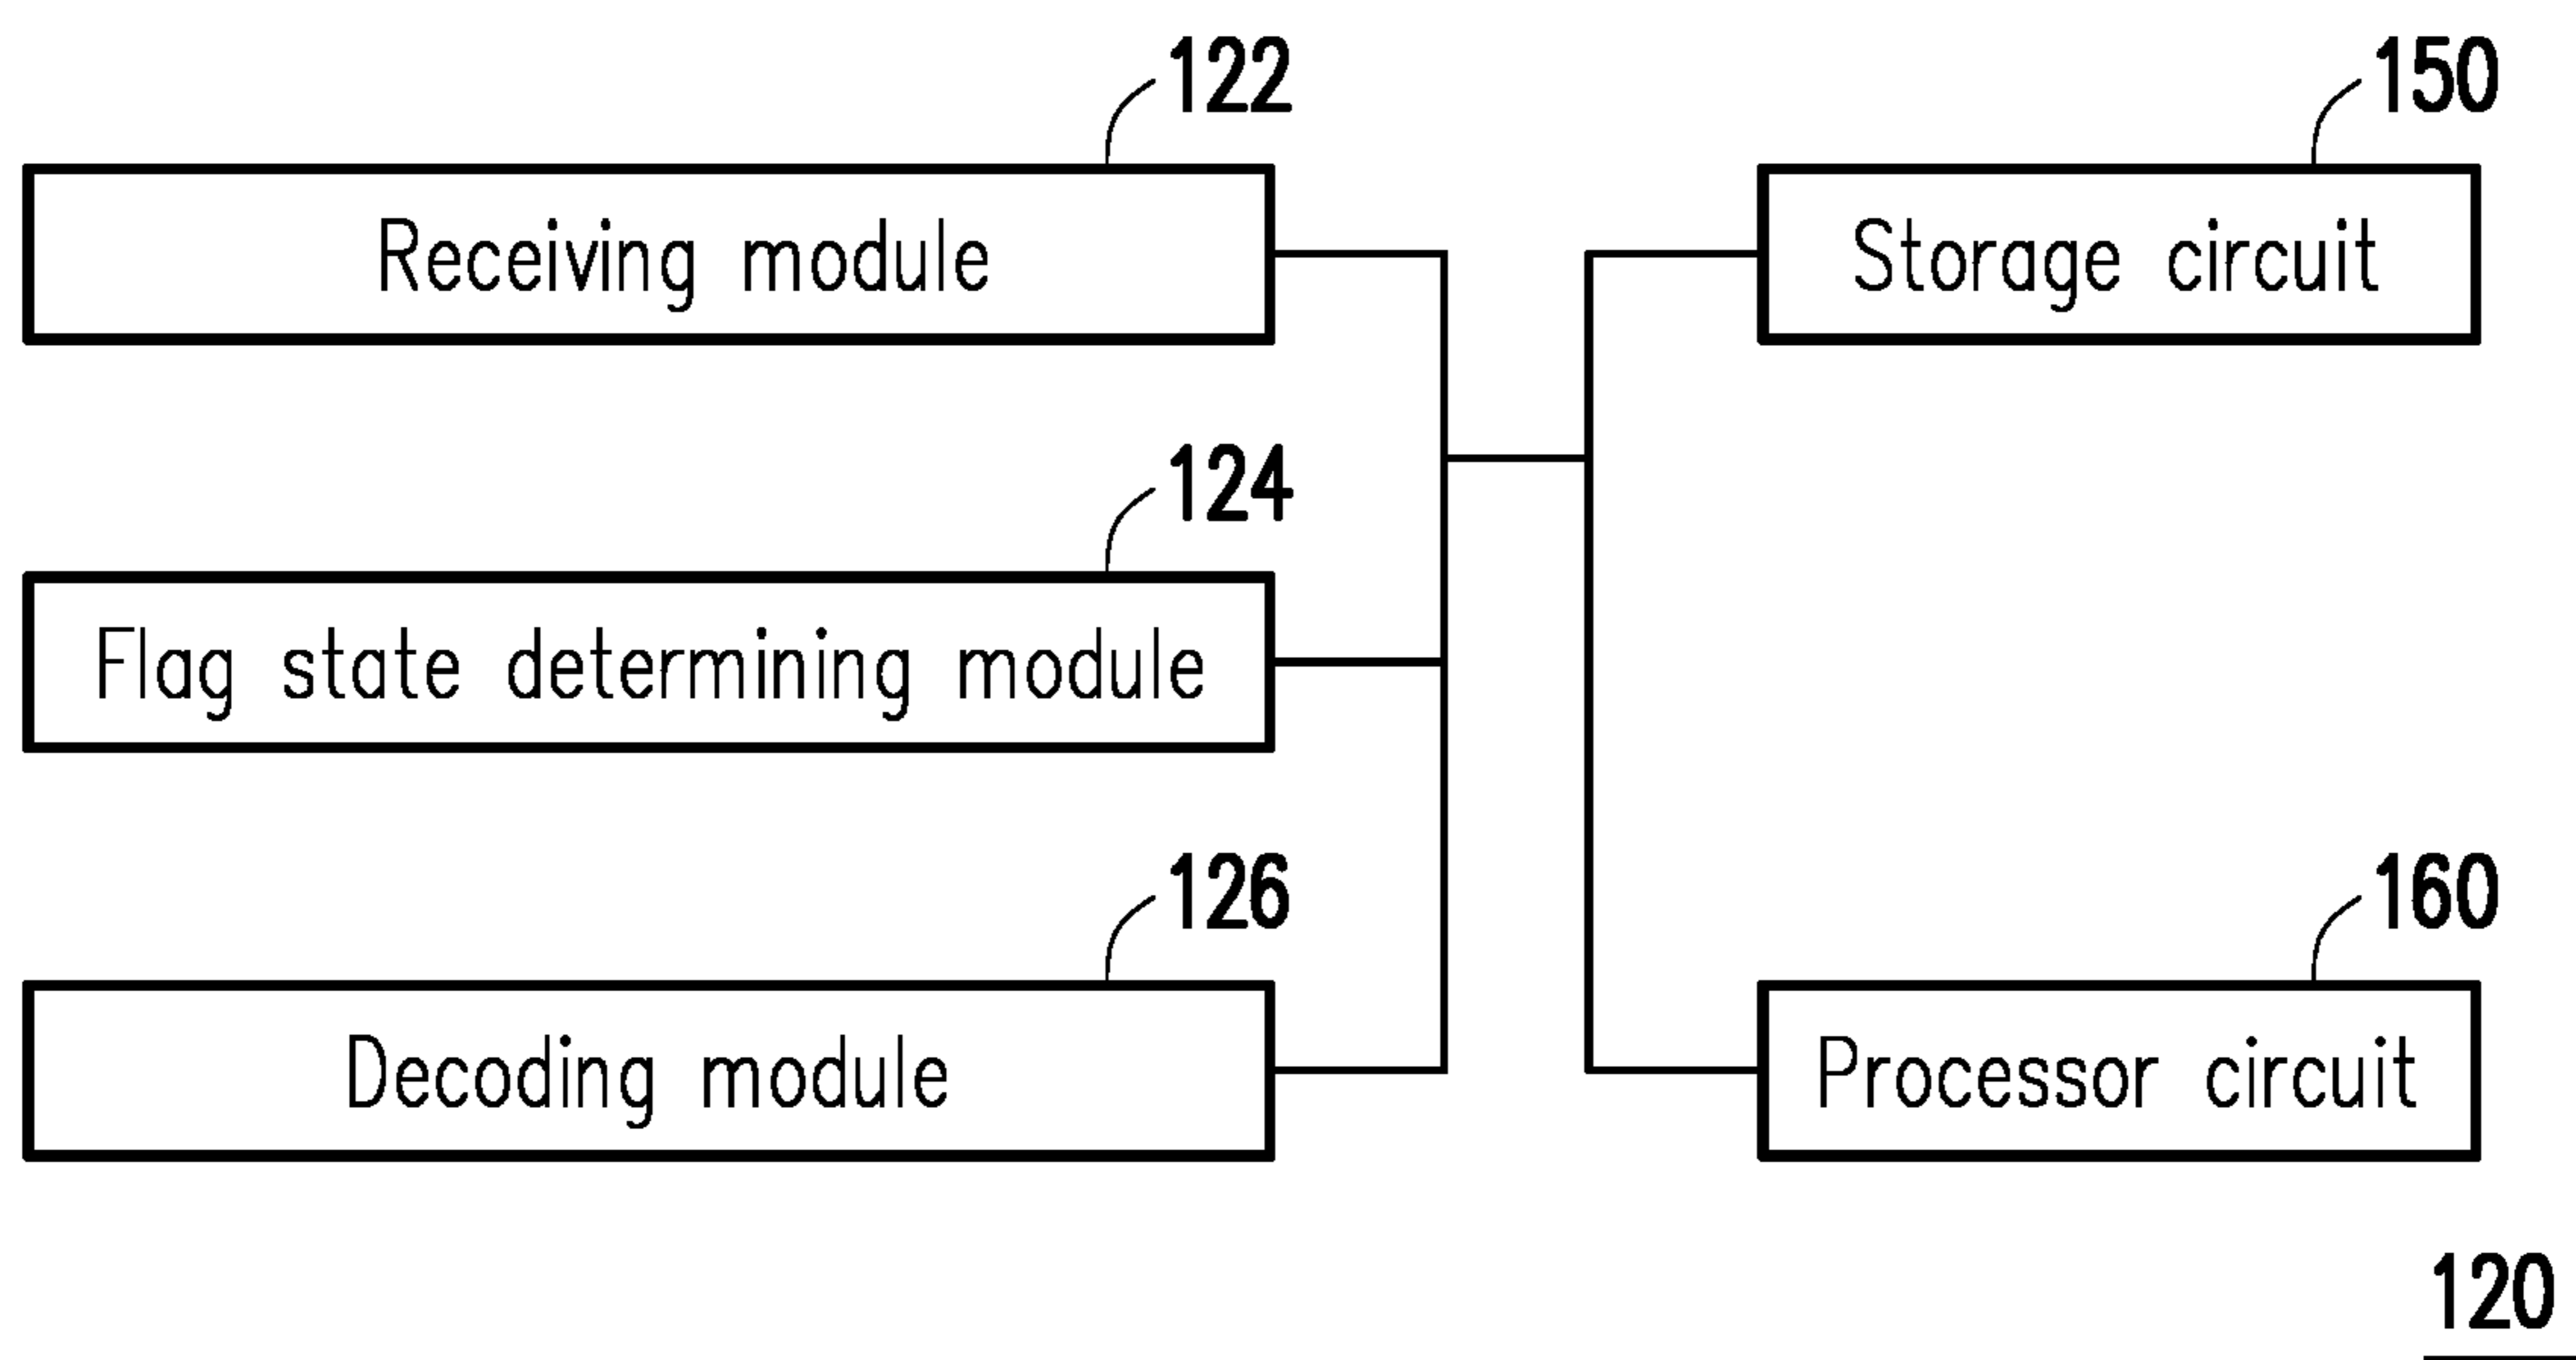 122
150
Receiving module
Storage circuit
124
Flag state determining module
126
160
Decoding module
Processor circuit
120